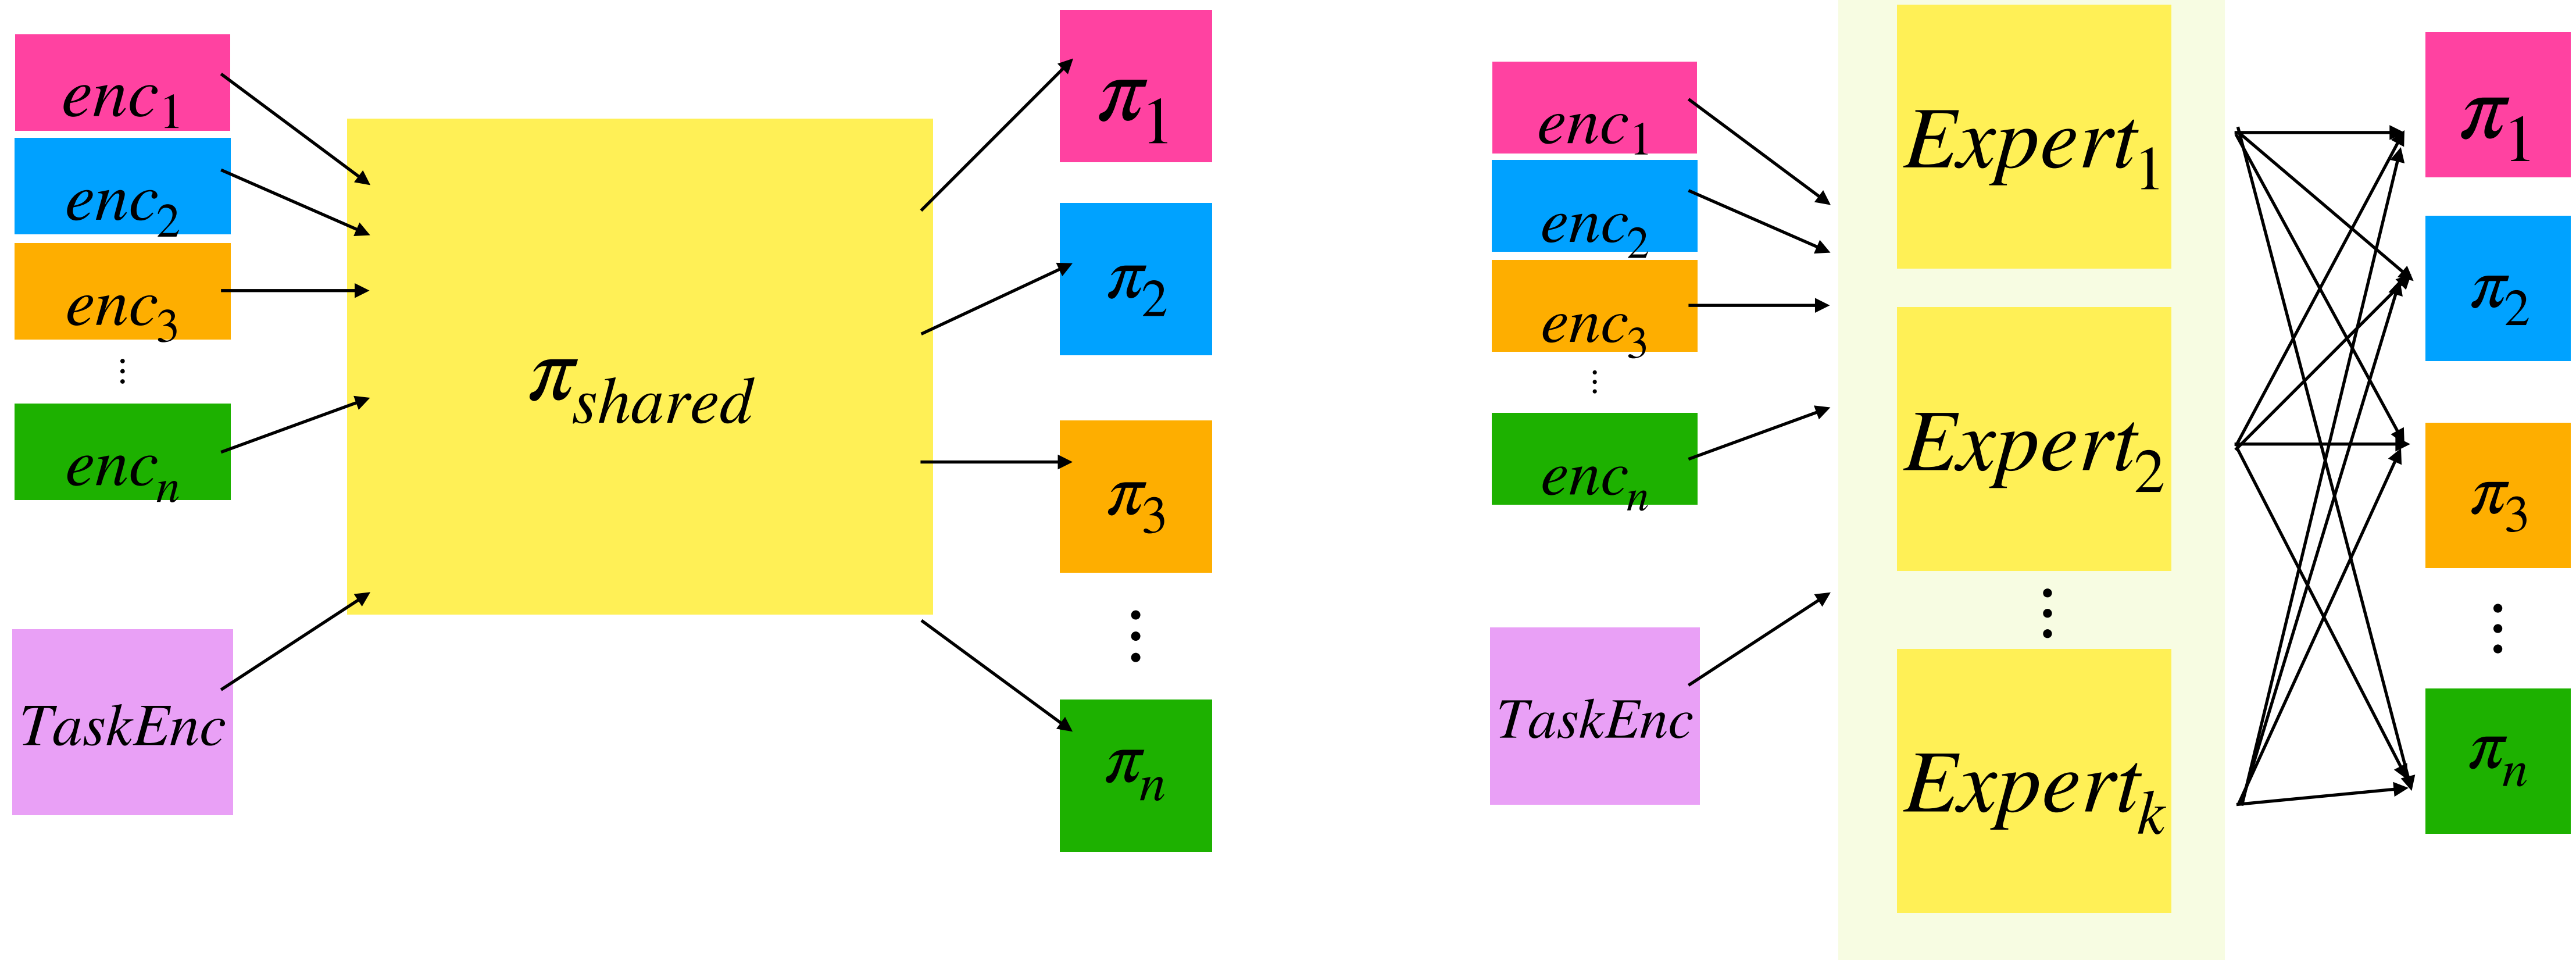 enc₁
enc₂
enc₃
⋮
encₙ
TaskEnc
π_shared
π₁
π₂
π₃
⋮
πₙ
enc₁
enc₂
enc₃
⋮
encₙ
TaskEnc
Expert₁
Expert₂
⋮
Expertₖ
π₁
π₂
π₃
⋮
πₙ